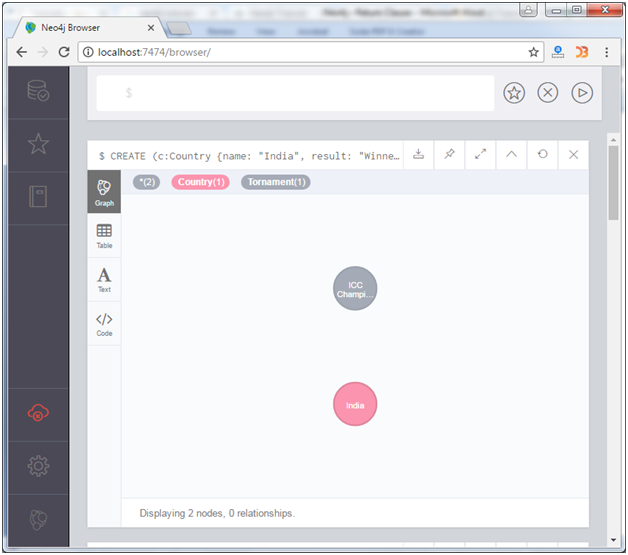 Neo4j Browser
localhost:7474/browser/
$
$ CREATE (c:Country {name: "India", result: "Winne…
*(2) Country(1) Tornament(1)
Graph
Table
Text
Code
ICC
Champi…
India
Displaying 2 nodes, 0 relationships.